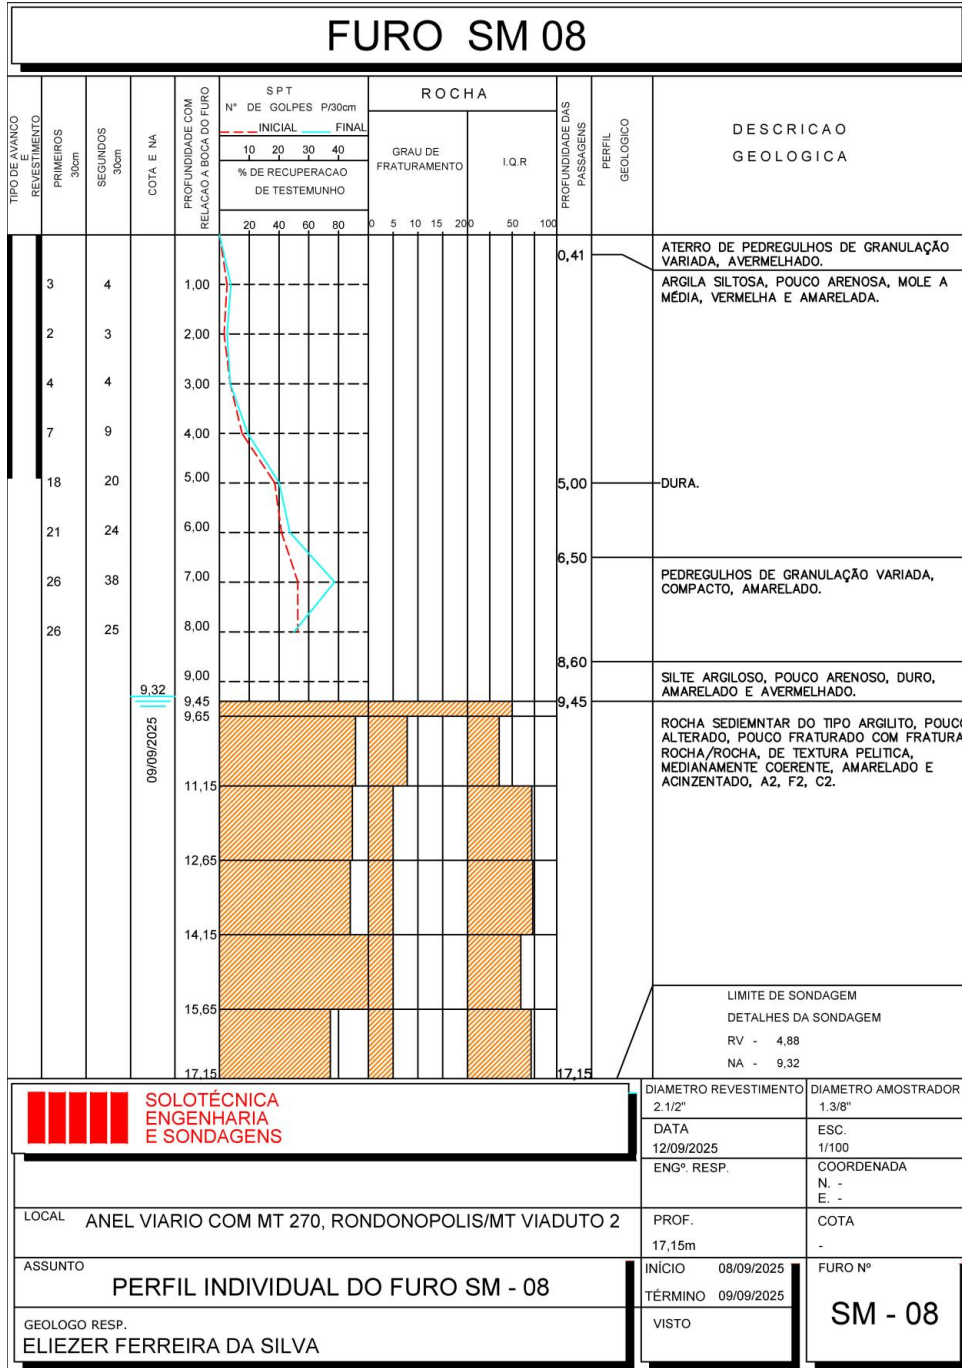 FURO SM 08
TIPO DE AVANCO
E
REVESTIMENTO
PRIMEIROS
30cm
SEGUNDOS
30cm
COTA E NA
PROFUNDIDADE COM
RELACAO A BOCA DO FURO
SPT
N° DE GOLPES P/30cm
INICIAL FINAL
10 20 30 40
% DE RECUPERACAO
DE TESTEMUNHO
20 40 60 80
ROCHA
GRAU DE
FRATURAMENTO
0 5 10 15 20
I.Q.R
0 50 100
PROFUNDIDADE DAS
PASSAGENS
PERFIL
GEOLOGICO
DESCRICAO
GEOLOGICA
0,41
ATERRO DE PEDREGULHOS DE GRANULAÇÃO
VARIADA, AVERMELHADO.
ARGILA SILTOSA, POUCO ARENOSA, MOLE A
MÉDIA, VERMELHA E AMARELADA.
3 4 1,00
2 3 2,00
4 4 3,00
7 9 4,00
18 20 5,00 5,00 DURA.
21 24 6,00
6,50
26 38 7,00
PEDREGULHOS DE GRANULAÇÃO VARIADA,
COMPACTO, AMARELADO.
26 25 8,00
8,60
9,00
SILTE ARGILOSO, POUCO ARENOSO, DURO,
AMARELADO E AVERMELHADO.
9,32
09/09/2025
9,45 9,45
9,65
ROCHA SEDIEMNTAR DO TIPO ARGILITO, POUCO
ALTERADO, POUCO FRATURADO COM FRATURA
ROCHA/ROCHA, DE TEXTURA PELITICA,
MEDIANAMENTE COERENTE, AMARELADO E
ACINZENTADO, A2, F2, C2.
11,15
12,65
14,15
15,65
17,15 17,15
LIMITE DE SONDAGEM
DETALHES DA SONDAGEM
RV - 4,88
NA - 9,32
SOLOTÉCNICA
ENGENHARIA
E SONDAGENS
DIAMETRO REVESTIMENTO
2.1/2"
DIAMETRO AMOSTRADOR
1.3/8"
DATA
12/09/2025
ESC.
1/100
ENGº. RESP.
COORDENADA
N. -
E. -
LOCAL ANEL VIARIO COM MT 270, RONDONOPOLIS/MT VIADUTO 2
PROF.
17,15m
COTA
-
ASSUNTO
PERFIL INDIVIDUAL DO FURO SM - 08
INÍCIO 08/09/2025
TÉRMINO 09/09/2025
FURO Nº
SM - 08
GEOLOGO RESP.
ELIEZER FERREIRA DA SILVA
VISTO